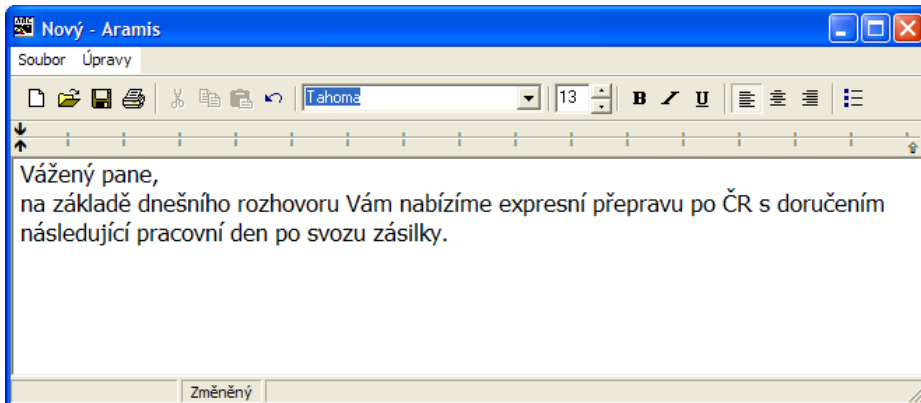 Nový - Aramis
Soubor Úpravy
Tahoma 13 B I U
Vážený pane,
na základě dnešního rozhovoru Vám nabízíme expresní přepravu po ČR s doručením
následující pracovní den po svozu zásilky.
Změněný